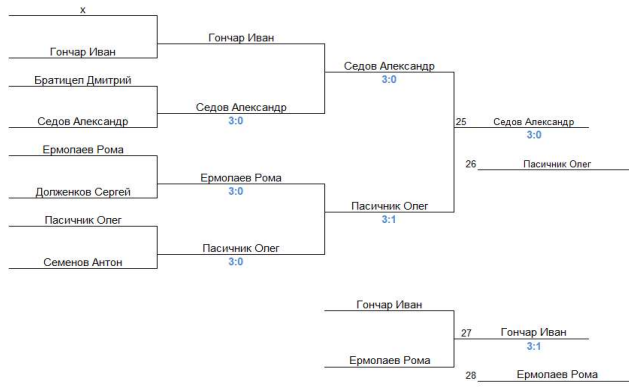 x
Гончар Иван
Гончар Иван
Братицел Дмитрий
Седов Александр
3:0
Седов Александр
Седов Александр
3:0
25 Седов Александр
3:0
26 Пасичник Олег
Ермолаев Рома
Ермолаев Рома
3:0
Долженков Сергей
Пасичник Олег
3:1
Пасичник Олег
Пасичник Олег
3:0
Семенов Антон
Гончар Иван
27 Гончар Иван
3:1
Ермолаев Рома
28 Ермолаев Рома